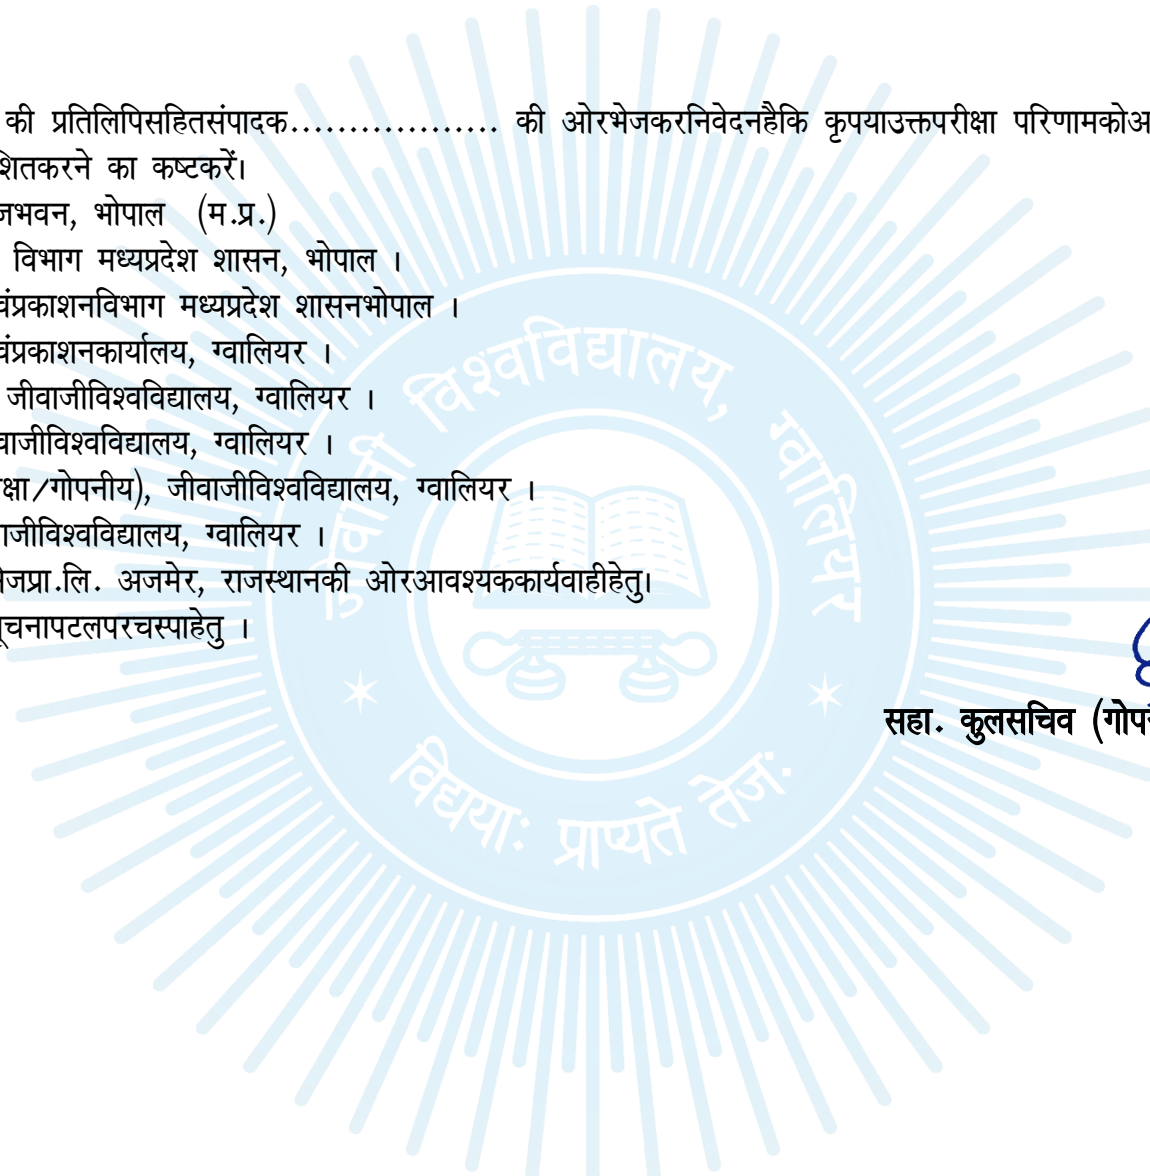 की प्रतिलिपिसहितसंपादक.................. की ओरभेजकरनिवेदनहैकि कृपयाउक्तपरीक्षा परिणामकोअ
शितकरने का कष्टकरें।
जभवन, भोपाल (म.प्र.)
विभाग मध्यप्रदेश शासन, भोपाल ।
वंप्रकाशनविभाग मध्यप्रदेश शासनभोपाल ।
वंप्रकाशनकार्यालय, ग्वालियर ।
जीवाजीविश्वविद्यालय, ग्वालियर ।
वाजीविश्वविद्यालय, ग्वालियर ।
क्षा/गोपनीय), जीवाजीविश्वविद्यालय, ग्वालियर ।
ाजीविश्वविद्यालय, ग्वालियर ।
ेजप्रा.लि. अजमेर, राजस्थानकी ओरआवश्यककार्यवाहीहेतु।
सूचनापटलपरचस्पाहेतु ।
सहा. कुलसचिव (गोपन
जीवाजी विश्वविद्यालय, ग्वालियर
विद्ययाः प्राप्यते तेजः